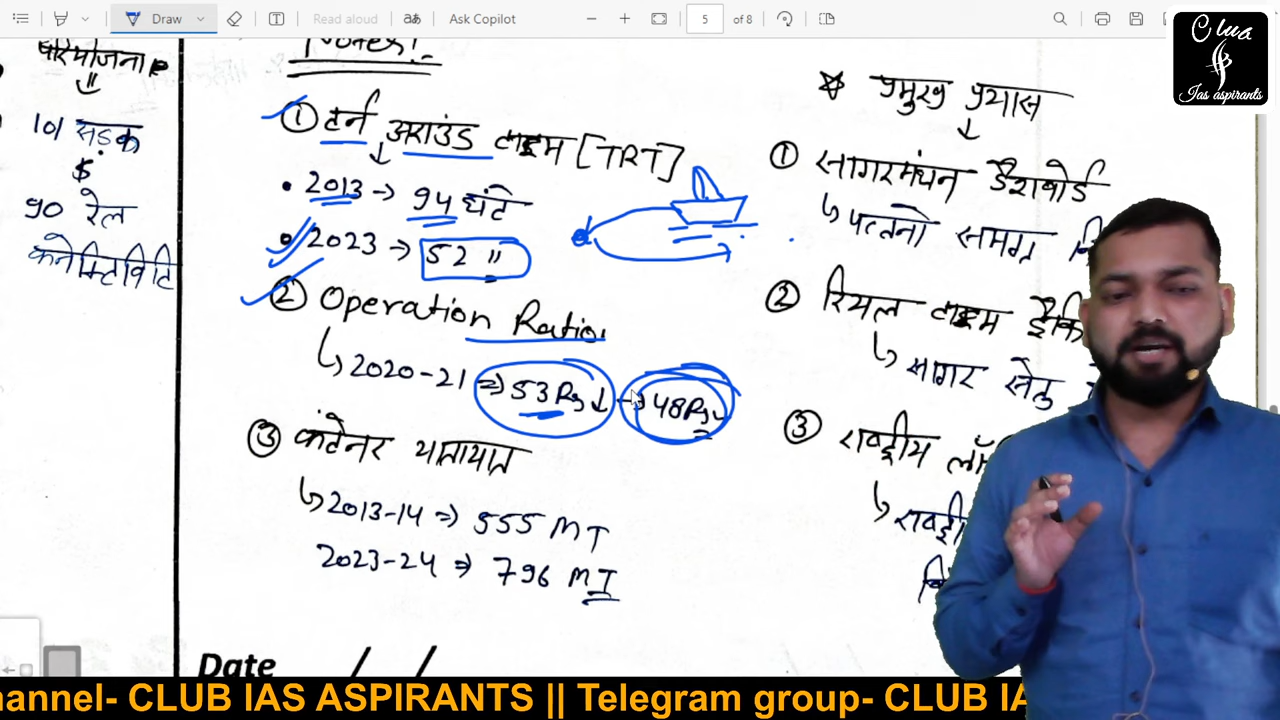 Draw
Read aloud
Ask Copilot
5
of 8
Club
Ias aspirants
परियोजनाए
101 सड़क
$
90 रेल
कनेक्टिविटि
Notes!
① टर्न अराउंड टाइम [TRT]
• 2013 → 94 घंटे
• 2023 → 52 "
② Operation Ratio
↳ 2020-21 ⇒ 53 Rs ↓ → 48 Rs
③ कंटेनर यातायात
↳ 2013-14 ⇒ 555 MT
2023-24 ⇒ 796 MT
Date / /
प्रमुख प्रयास
↓
① सागरमंथन डैशबोर्ड
↳ पत्तनो समग्र
② रियल टाइम
↳ सागर सेतु
③ राष्ट्रीय
↳
hannel- CLUB IAS ASPIRANTS || Telegram group- CLUB IA